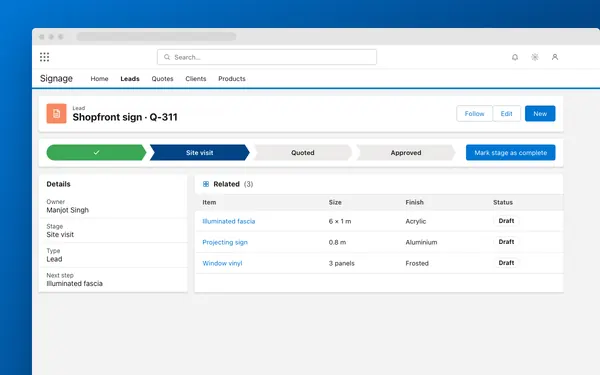 Search...
Signage Home Leads Quotes Clients Products
Lead
Shopfront sign · Q-311
Follow Edit New
Site visit Quoted Approved Mark stage as complete
Details
Owner
Manjot Singh
Stage
Site visit
Type
Lead
Next step
Illuminated fascia
Related (3)
Item Size Finish Status
Illuminated fascia 6 × 1 m Acrylic Draft
Projecting sign 0.8 m Aluminium Draft
Window vinyl 3 panels Frosted Draft